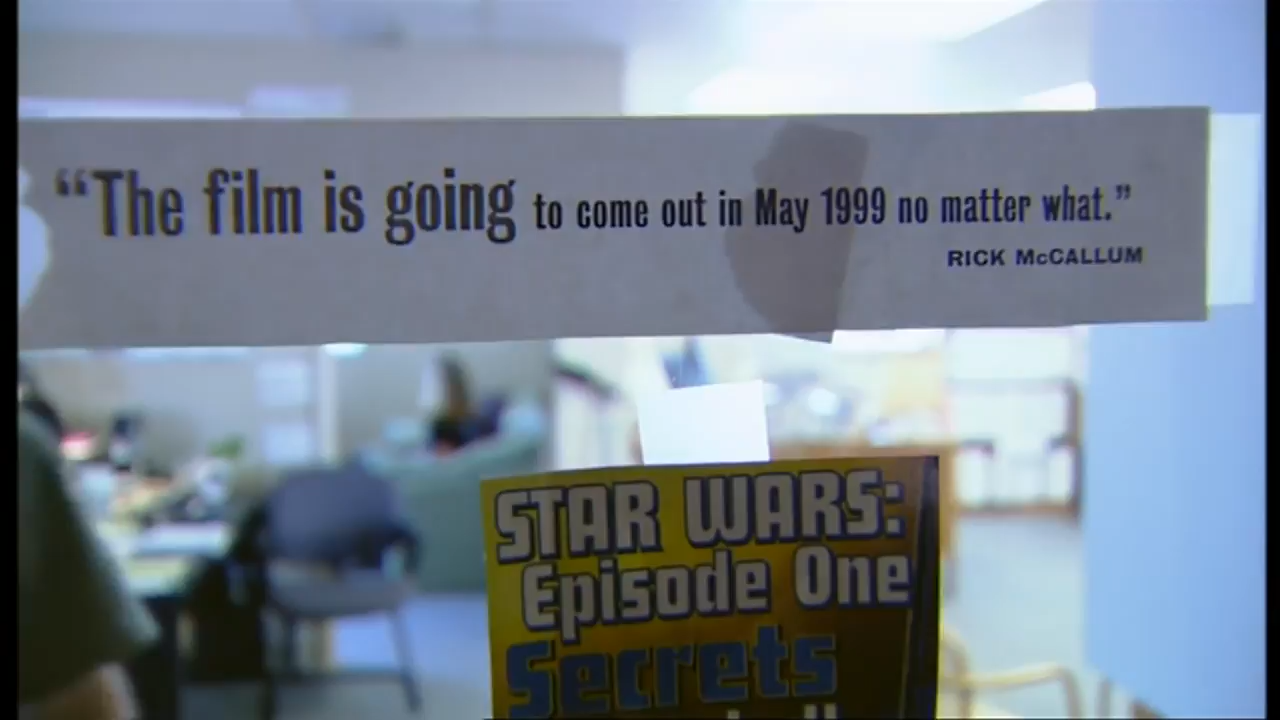 “The film is going to come out in May 1999 no matter what.”
RICK McCALLUM
STAR WARS:
Episode One
Secrets